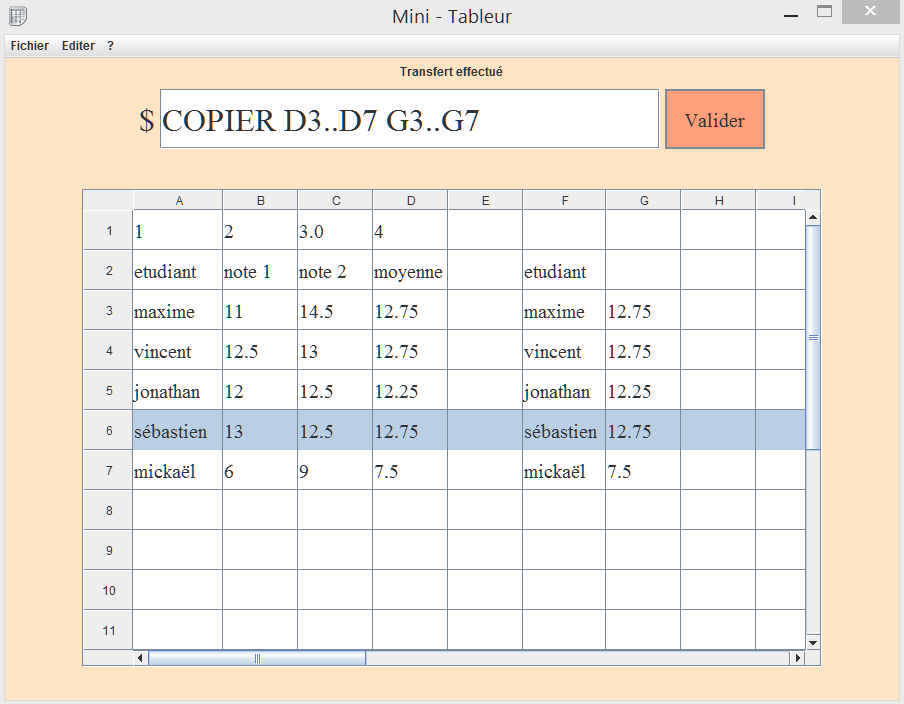 Mini - Tableur
Fichier Editer ?
Transfert effectué
$ COPIER D3..D7 G3..G7 Valider
A B C D E F G H I
1 1 2 3.0 4
2 etudiant note 1 note 2 moyenne etudiant
3 maxime 11 14.5 12.75 maxime 12.75
4 vincent 12.5 13 12.75 vincent 12.75
5 jonathan 12 12.5 12.25 jonathan 12.25
6 sébastien 13 12.5 12.75 sébastien 12.75
7 mickaël 6 9 7.5 mickaël 7.5
8
9
10
11